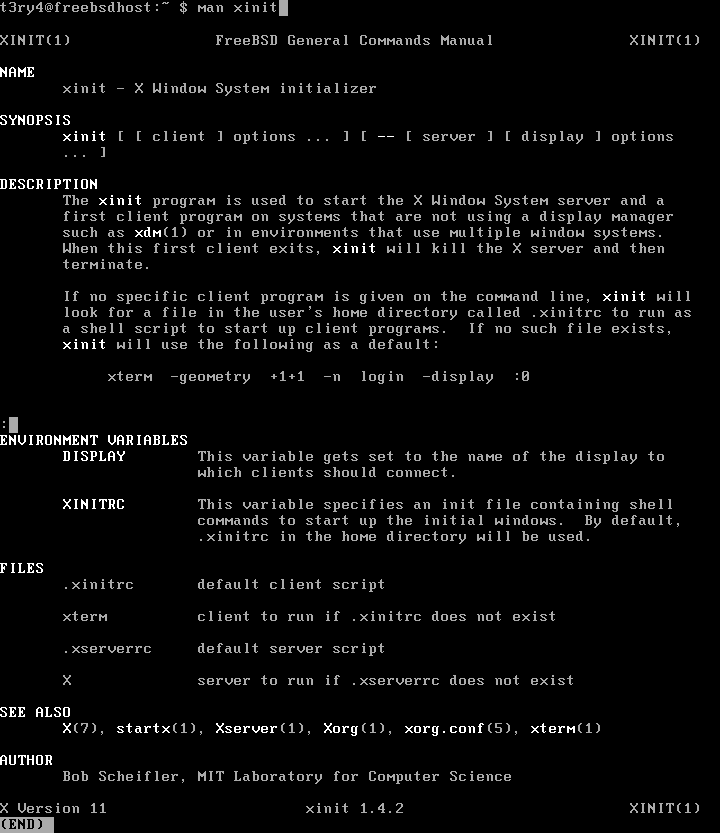 t3ry4@freebsdhost:~ $ man xinit
XINIT(1) FreeBSD General Commands Manual XINIT(1)
NAME
xinit - X Window System initializer
SYNOPSIS
xinit [ [ client ] options ... ] [ -- [ server ] [ display ] options
... ]
DESCRIPTION
The xinit program is used to start the X Window System server and a
first client program on systems that are not using a display manager
such as xdm(1) or in environments that use multiple window systems.
When this first client exits, xinit will kill the X server and then
terminate.
If no specific client program is given on the command line, xinit will
look for a file in the user's home directory called .xinitrc to run as
a shell script to start up client programs.  If no such file exists,
xinit will use the following as a default:
xterm -geometry +1+1 -n login -display :0
:
ENVIRONMENT VARIABLES
DISPLAY This variable gets set to the name of the display to
which clients should connect.
XINITRC This variable specifies an init file containing shell
commands to start up the initial windows.  By default,
.xinitrc in the home directory will be used.
FILES
.xinitrc default client script
xterm client to run if .xinitrc does not exist
.xserverrc default server script
X server to run if .xserverrc does not exist
SEE ALSO
X(7), startx(1), Xserver(1), Xorg(1), xorg.conf(5), xterm(1)
AUTHOR
Bob Scheifler, MIT Laboratory for Computer Science
X Version 11 xinit 1.4.2 XINIT(1)
(END)